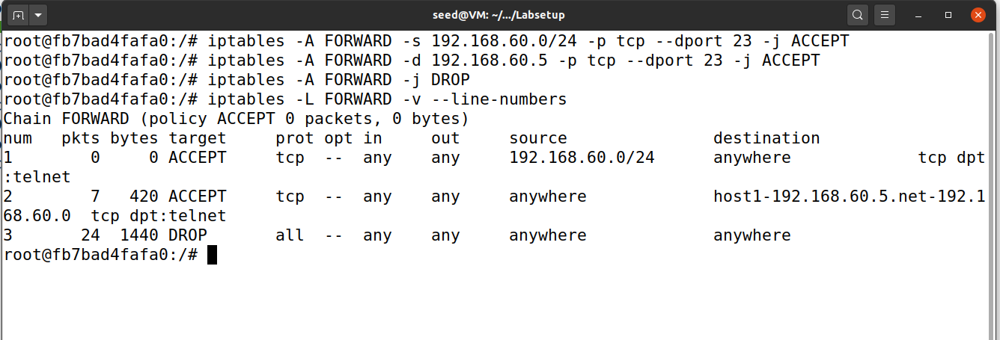 seed@VM: ~/.../Labsetup
root@fb7bad4fafa0:/# iptables -A FORWARD -s 192.168.60.0/24 -p tcp --dport 23 -j ACCEPT
root@fb7bad4fafa0:/# iptables -A FORWARD -d 192.168.60.5 -p tcp --dport 23 -j ACCEPT
root@fb7bad4fafa0:/# iptables -A FORWARD -j DROP
root@fb7bad4fafa0:/# iptables -L FORWARD -v --line-numbers
Chain FORWARD (policy ACCEPT 0 packets, 0 bytes)
num   pkts bytes target     prot opt in     out     source               destination
1        0     0 ACCEPT     tcp  --  any    any     192.168.60.0/24      anywhere             tcp dpt
:telnet
2        7   420 ACCEPT     tcp  --  any    any     anywhere             host1-192.168.60.5.net-192.1
68.60.0  tcp dpt:telnet
3       24  1440 DROP       all  --  any    any     anywhere             anywhere
root@fb7bad4fafa0:/#